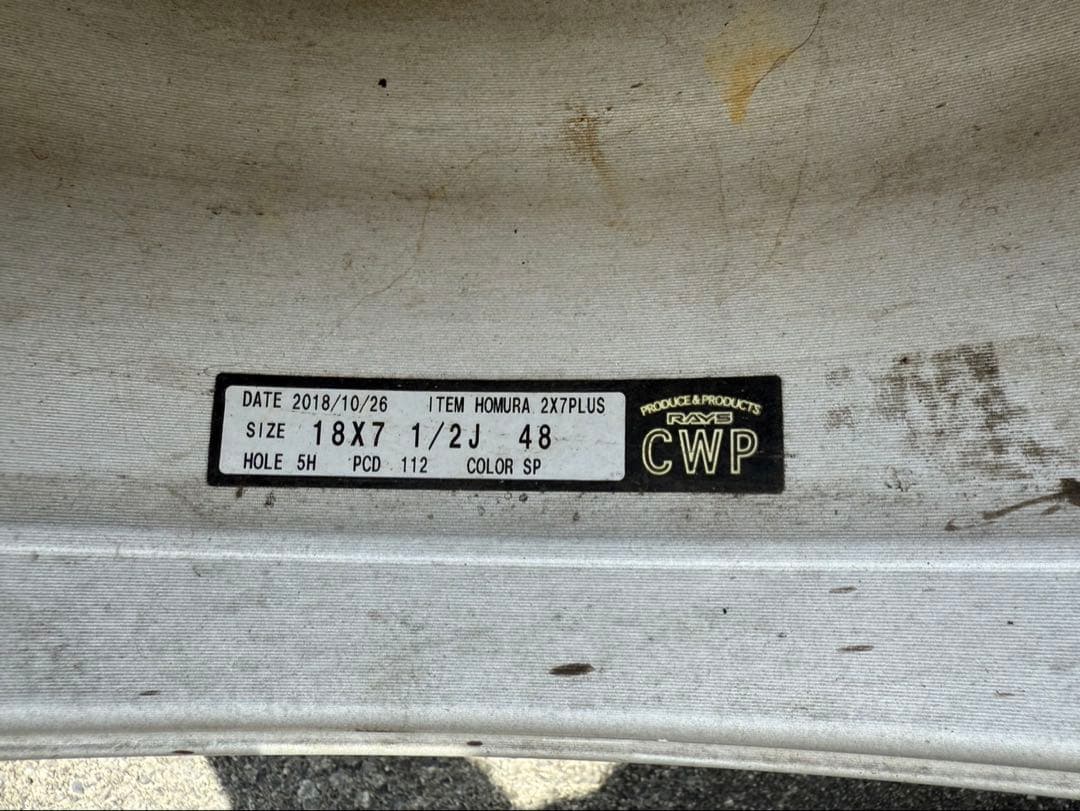 DATE 2018/10/26 ITEM HOMURA 2X7PLUS
SIZE 18X7 1/2J 48
HOLE 5H PCD 112 COLOR SP
PRODUCE & PRODUCTS
RAYS
CWP